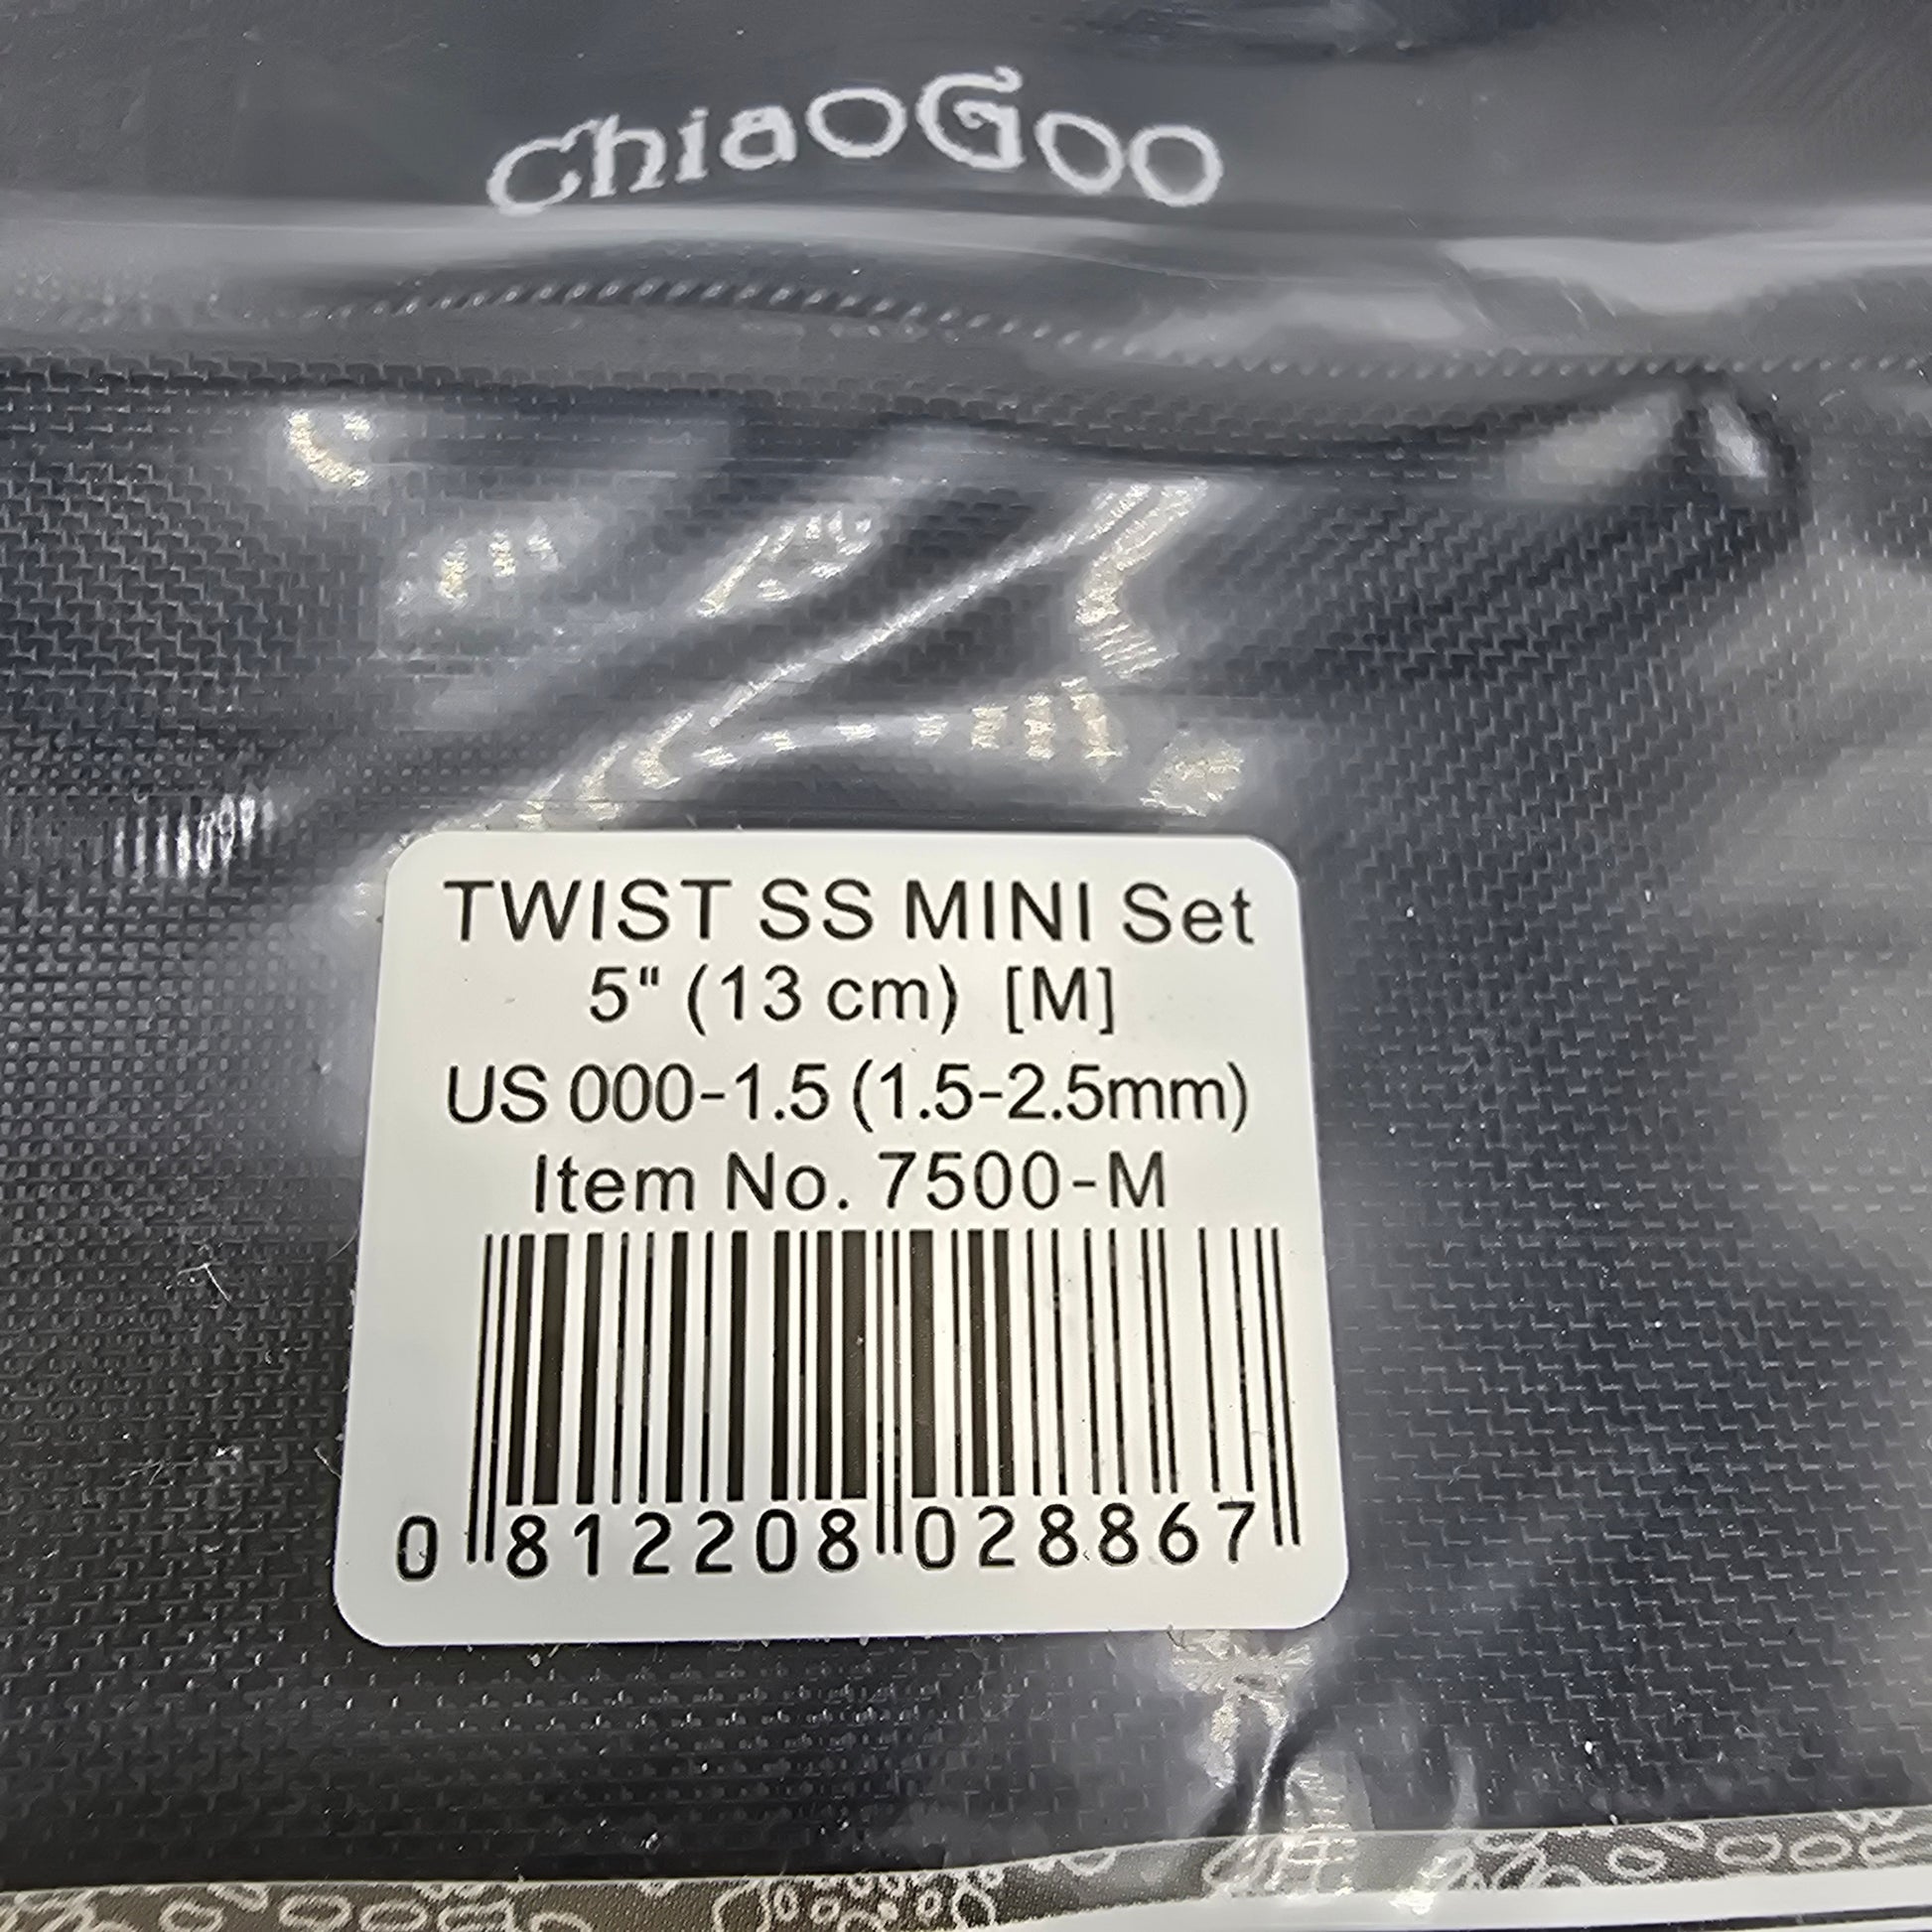 ChiaoGoo
TWIST SS MINI Set
5" (13 cm) [M]
US 000-1.5 (1.5-2.5mm)
Item No. 7500-M
0 812208 028867